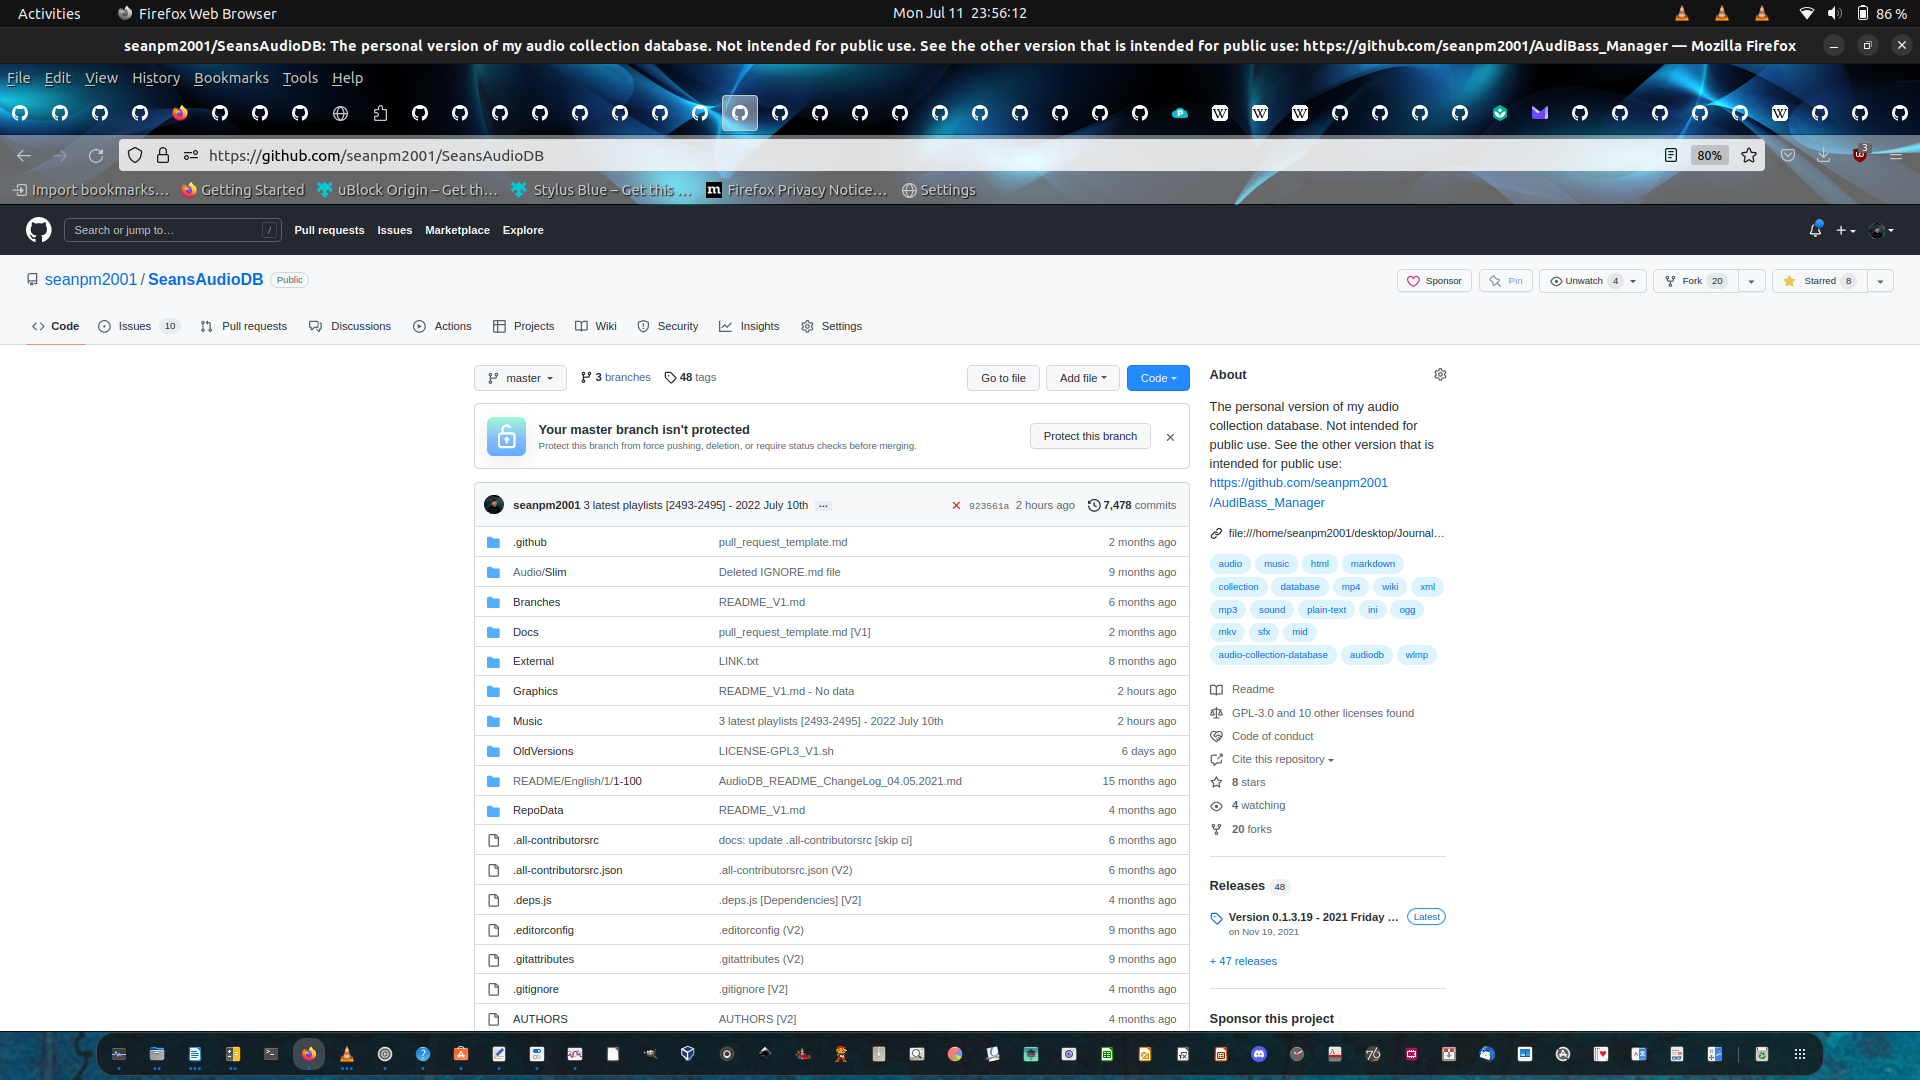 Activities
Firefox Web Browser
Mon Jul 11 23:56:12
86 %
seanpm2001/SeansAudioDB: The personal version of my audio collection database. Not intended for public use. See the other version that is intended for public use: https://github.com/seanpm2001/AudiBass_Manager — Mozilla Firefox
File Edit View History Bookmarks Tools Help
https://github.com/seanpm2001/SeansAudioDB
80%
3
Import bookmarks… Getting Started uBlock Origin – Get th… Stylus Blue – Get this … Firefox Privacy Notice… Settings
Search or jump to… /
Pull requests Issues Marketplace Explore
seanpm2001 / SeansAudioDB Public
Sponsor Pin Unwatch 4 Fork 20 Starred 8
Code Issues 10 Pull requests Discussions Actions Projects Wiki Security Insights Settings
master 3 branches 48 tags
Go to file Add file Code
Your master branch isn't protected
Protect this branch from force pushing, deletion, or require status checks before merging.
Protect this branch
seanpm2001 3 latest playlists [2493-2495] - 2022 July 10th … 923561a 2 hours ago 7,478 commits
.github pull_request_template.md 2 months ago
Audio/Slim Deleted IGNORE.md file 9 months ago
Branches README_V1.md 6 months ago
Docs pull_request_template.md [V1] 2 months ago
External LINK.txt 8 months ago
Graphics README_V1.md - No data 2 hours ago
Music 3 latest playlists [2493-2495] - 2022 July 10th 2 hours ago
OldVersions LICENSE-GPL3_V1.sh 6 days ago
README/English/1/1-100 AudioDB_README_ChangeLog_04.05.2021.md 15 months ago
RepoData README_V1.md 4 months ago
.all-contributorsrc docs: update .all-contributorsrc [skip ci] 6 months ago
.all-contributorsrc.json .all-contributorsrc.json (V2) 6 months ago
.deps.js .deps.js [Dependencies] [V2] 4 months ago
.editorconfig .editorconfig (V2) 9 months ago
.gitattributes .gitattributes (V2) 9 months ago
.gitignore .gitignore [V2] 4 months ago
AUTHORS AUTHORS [V2] 4 months ago
About
The personal version of my audio
collection database. Not intended for
public use. See the other version that is
intended for public use:
https://github.com/seanpm2001
/AudiBass_Manager
file:///home/seanpm2001/desktop/Journal…
audio music html markdown
collection database mp4 wiki xml
mp3 sound plain-text ini ogg
mkv sfx mid
audio-collection-database audiodb wlmp
Readme
GPL-3.0 and 10 other licenses found
Code of conduct
Cite this repository
8 stars
4 watching
20 forks
Releases 48
Version 0.1.3.19 - 2021 Friday … Latest
on Nov 19, 2021
+ 47 releases
Sponsor this project